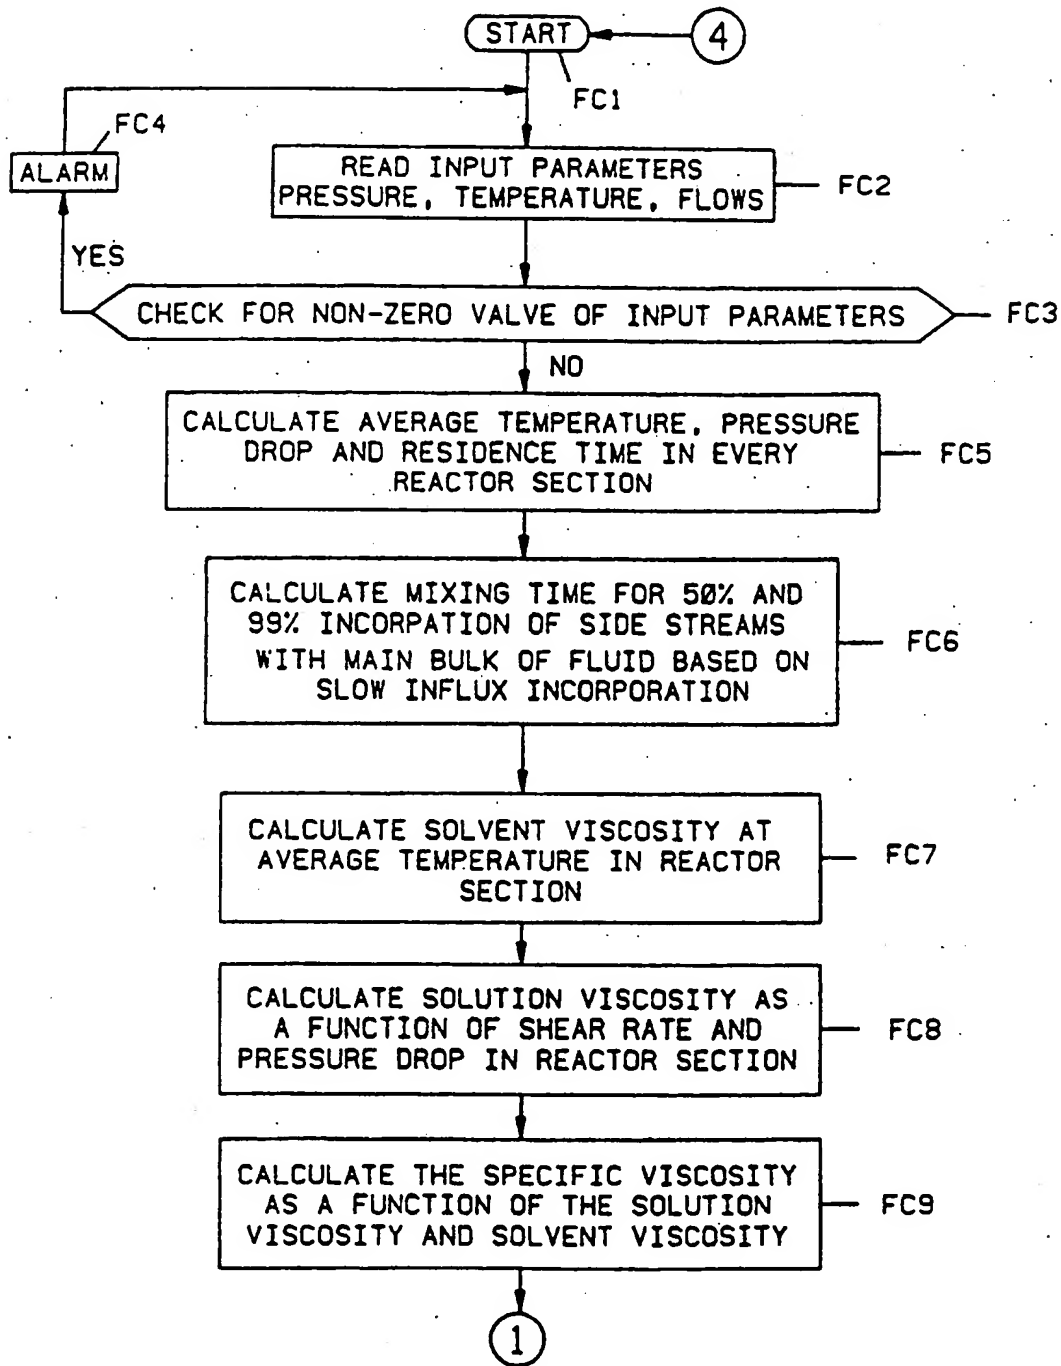 START
4
FC1
FC4
ALARM
READ INPUT PARAMETERS
PRESSURE, TEMPERATURE, FLOWS
FC2
YES
CHECK FOR NON-ZERO VALVE OF INPUT PARAMETERS
FC3
NO
CALCULATE AVERAGE TEMPERATURE, PRESSURE
DROP AND RESIDENCE TIME IN EVERY
REACTOR SECTION
FC5
CALCULATE MIXING TIME FOR 50% AND
99% INCORPATION OF SIDE STREAMS
WITH MAIN BULK OF FLUID BASED ON
SLOW INFLUX INCORPORATION
FC6
CALCULATE SOLVENT VISCOSITY AT
AVERAGE TEMPERATURE IN REACTOR
SECTION
FC7
CALCULATE SOLUTION VISCOSITY AS
A FUNCTION OF SHEAR RATE AND
PRESSURE DROP IN REACTOR SECTION
FC8
CALCULATE THE SPECIFIC VISCOSITY
AS A FUNCTION OF THE SOLUTION
VISCOSITY AND SOLVENT VISCOSITY
FC9
1